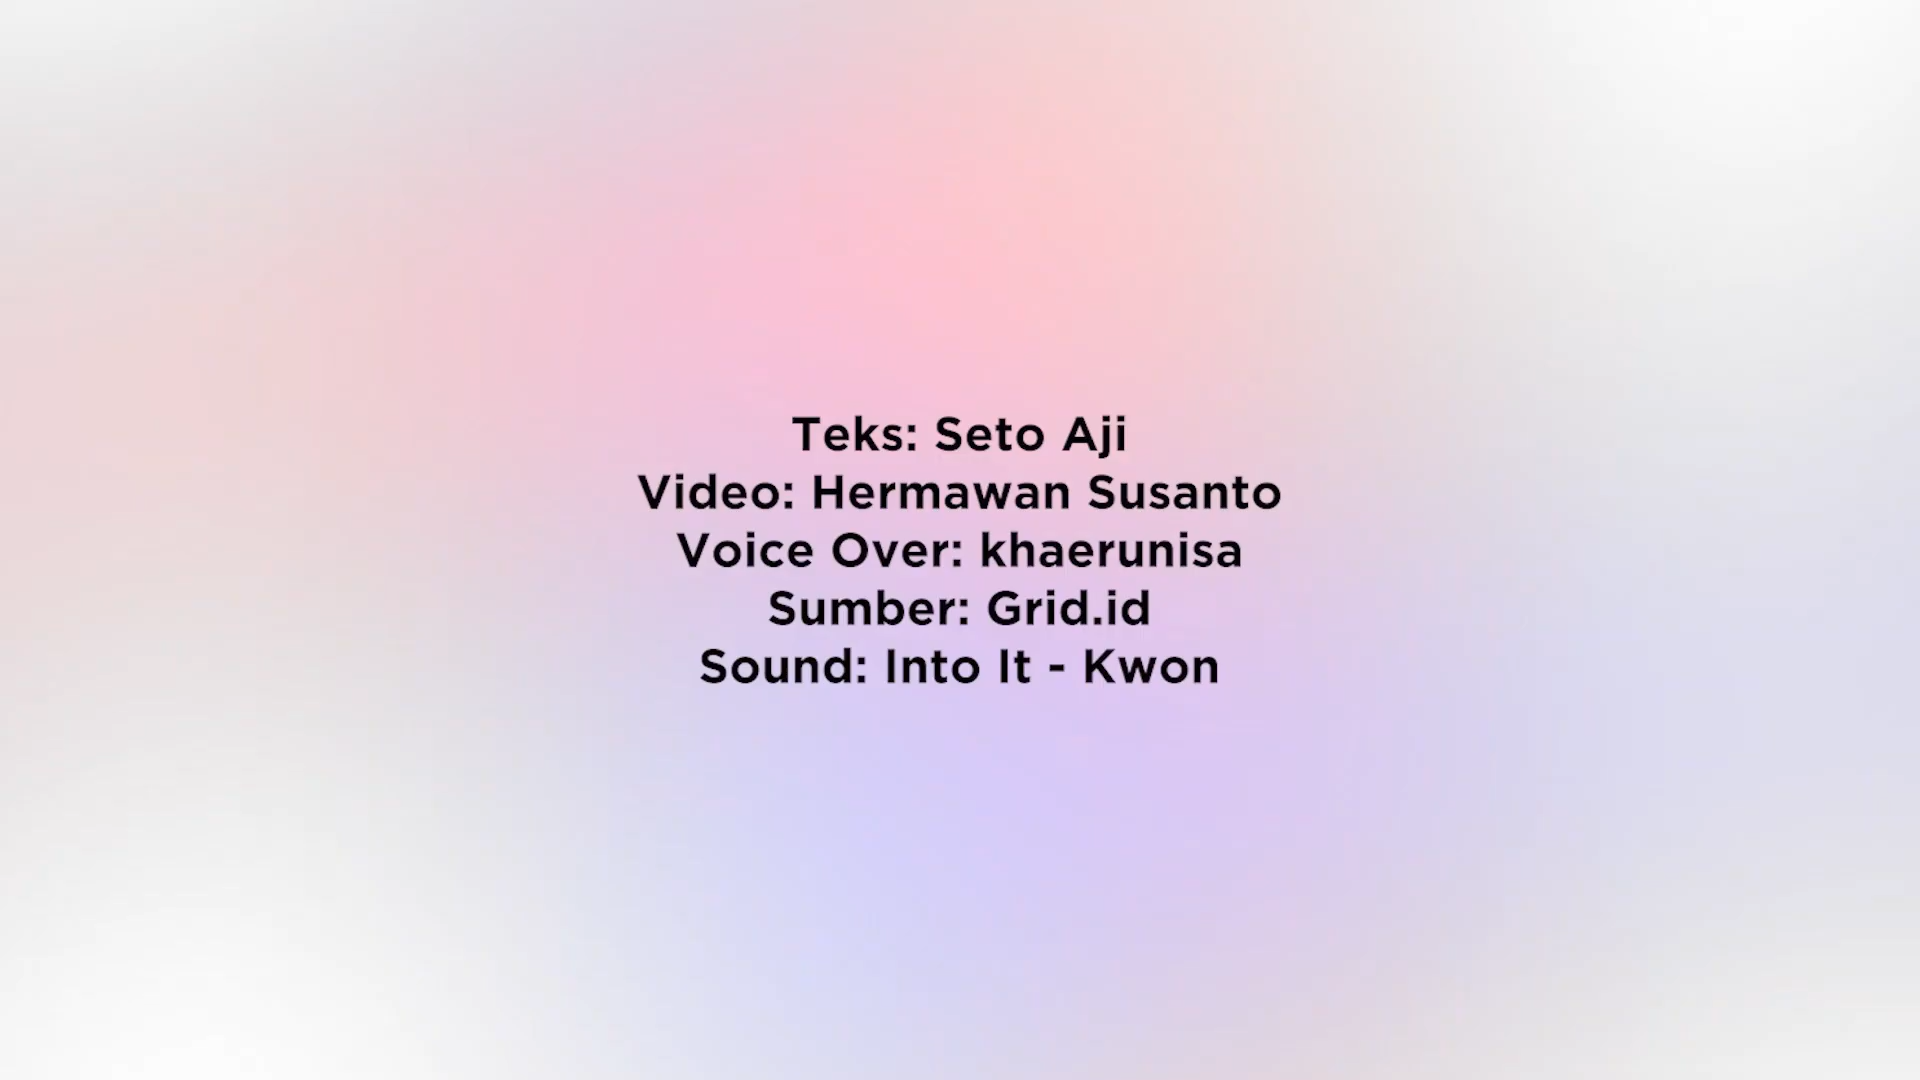 Teks: Seto Aji
Video: Hermawan Susanto
Voice Over: khaerunisa
Sumber: Grid.id
Sound: Into It - Kwon